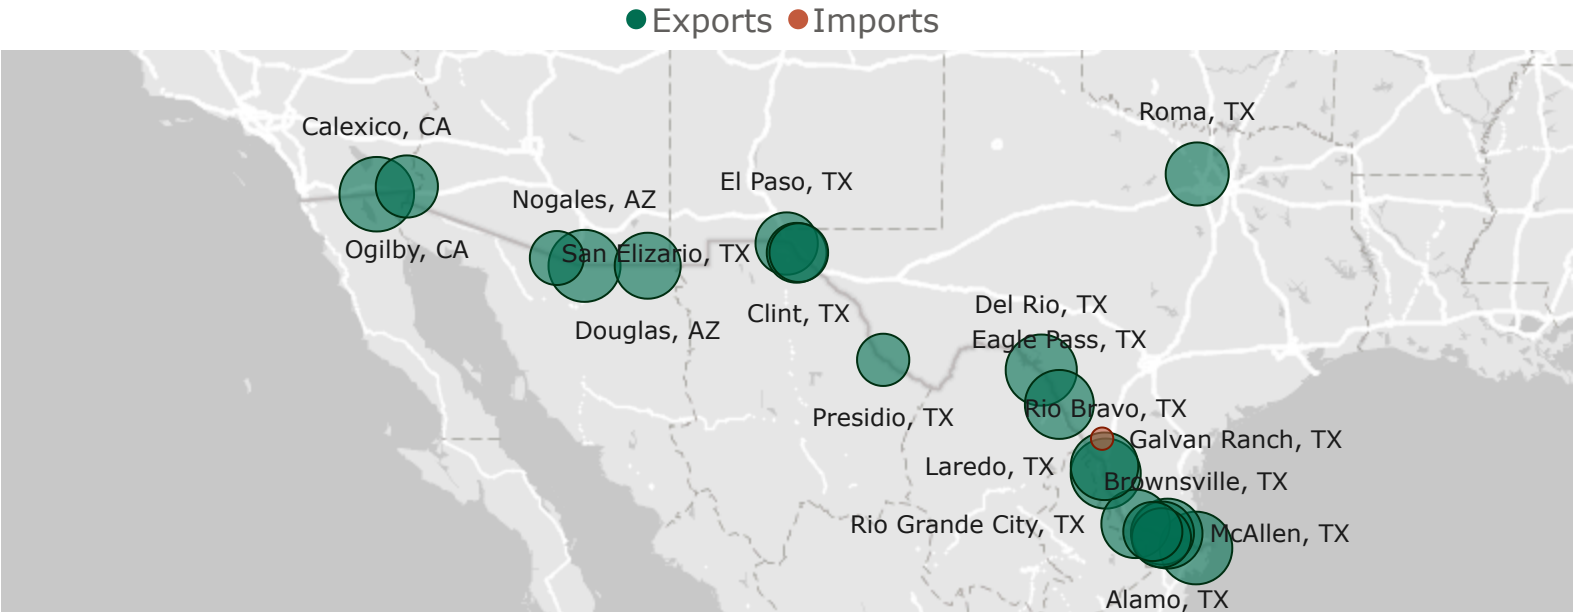 Exports Imports
Roma, TX
Calexico, CA
El Paso, TX
Nogales, AZ
Ogilby, CA
San Elizario, TX
Del Rio, TX
Clint, TX
Douglas, AZ
Eagle Pass, TX
Rio Bravo, TX
Presidio, TX
Galvan Ranch, TX
Laredo, TX
Brownsville, TX
Rio Grande City, TX
McAllen, TX
Alamo, TX